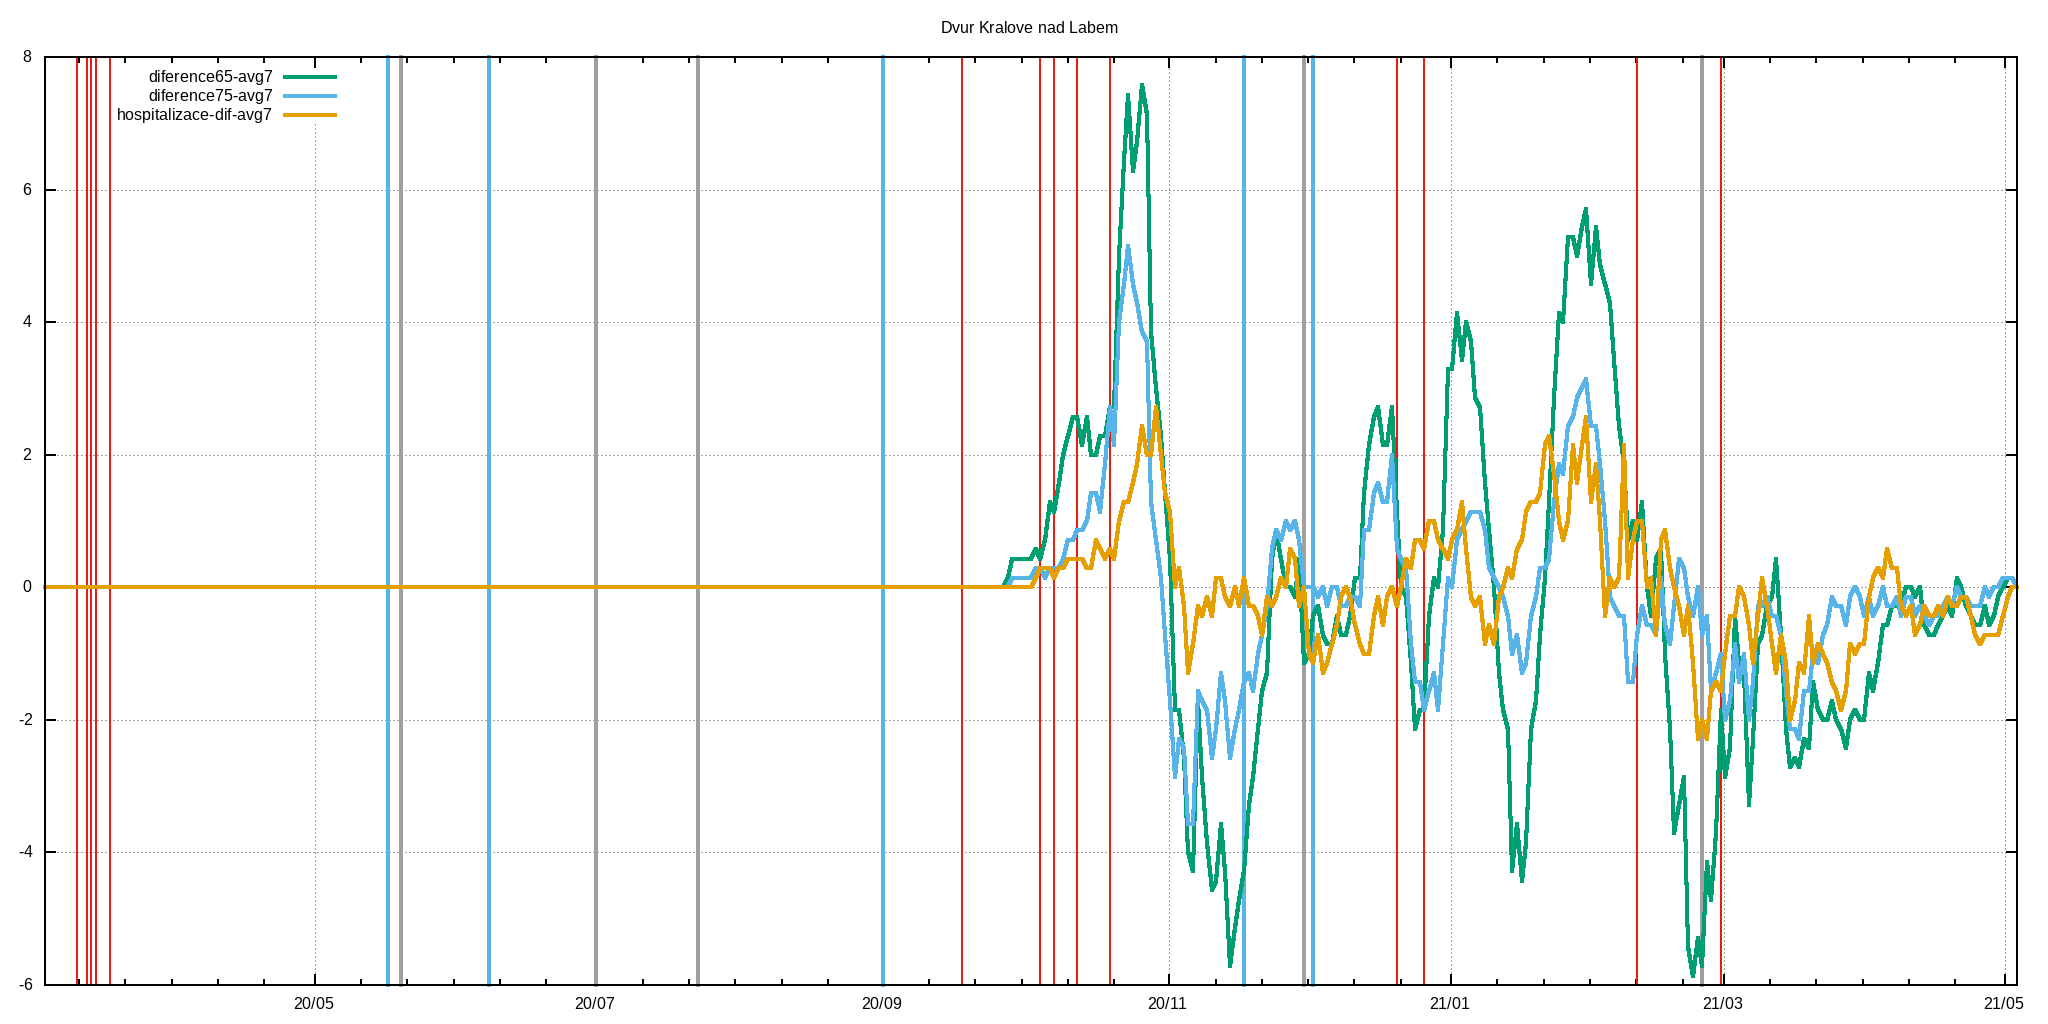 Dvur Kralove nad Labem
8
diference65-avg7
diference75-avg7
hospitalizace-dif-avg7
6
4
2
0
-2
-4
-6
20/05 20/07 20/09 20/11 21/01 21/03 21/05